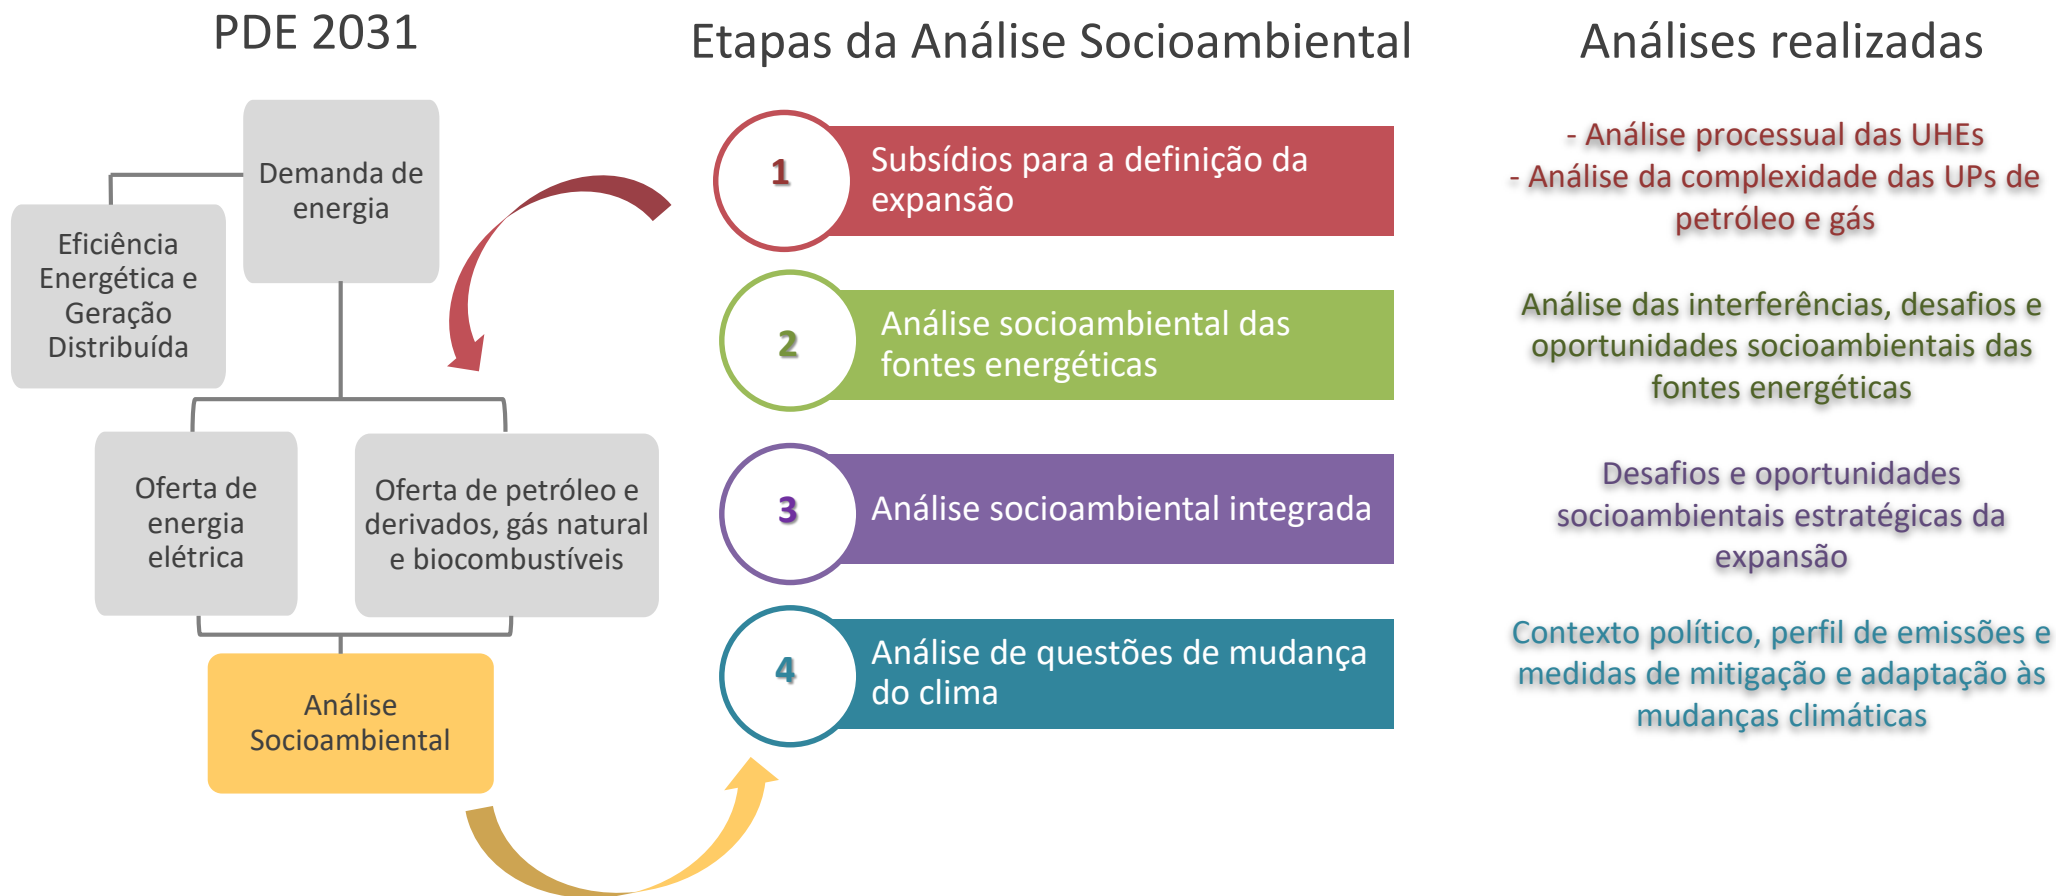 PDE 2031
Demanda de
energia
Eficiência
Energética e
Geração
Distribuída
Oferta de
energia
elétrica
Oferta de petróleo e
derivados, gás natural
e biocombustíveis
Análise
Socioambiental
Etapas da Análise Socioambiental
1
Subsídios para a definição da
expansão
2
Análise socioambiental das
fontes energéticas
3
Análise socioambiental integrada
4
Análise de questões de mudança
do clima
Análises realizadas
- Análise processual das UHEs
- Análise da complexidade das UPs de
petróleo e gás
Análise das interferências, desafios e
oportunidades socioambientais das
fontes energéticas
Desafios e oportunidades
socioambientais estratégicas da
expansão
Contexto político, perfil de emissões e
medidas de mitigação e adaptação às
mudanças climáticas